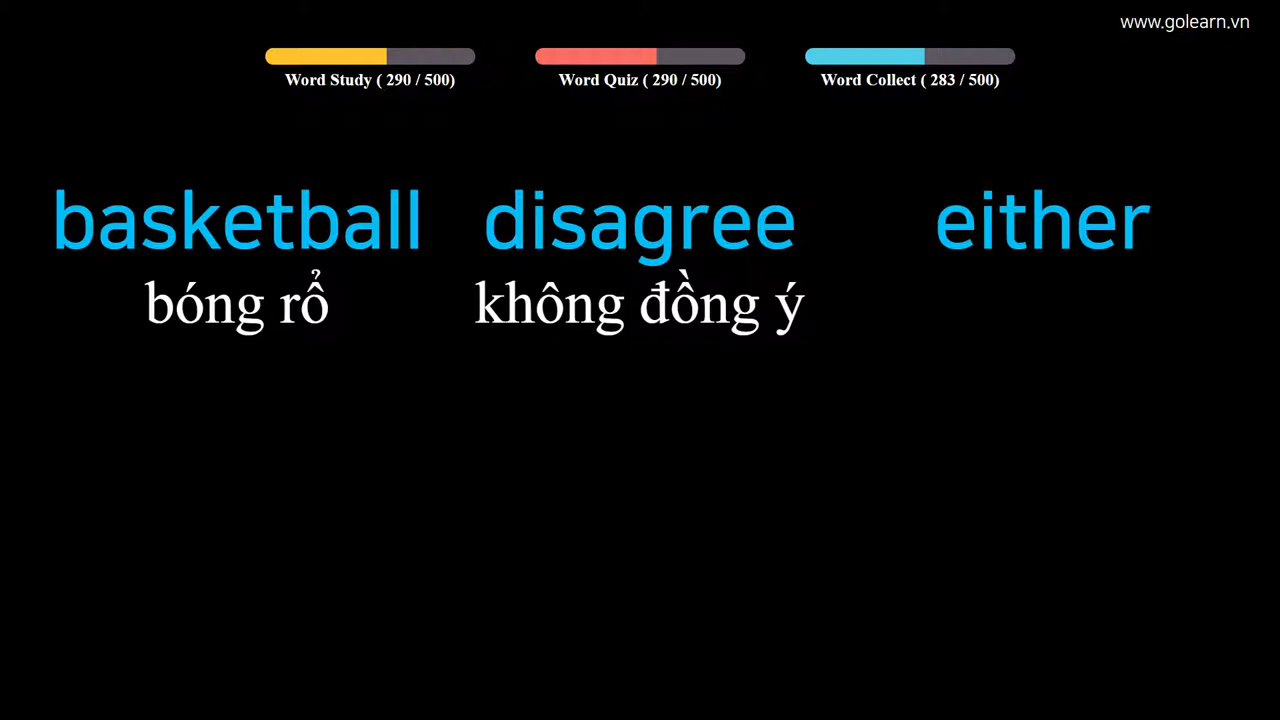 www.golearn.vn
Word Study ( 290 / 500) Word Quiz ( 290 / 500) Word Collect ( 283 / 500)
basketball disagree either
bóng rổ không đồng ý